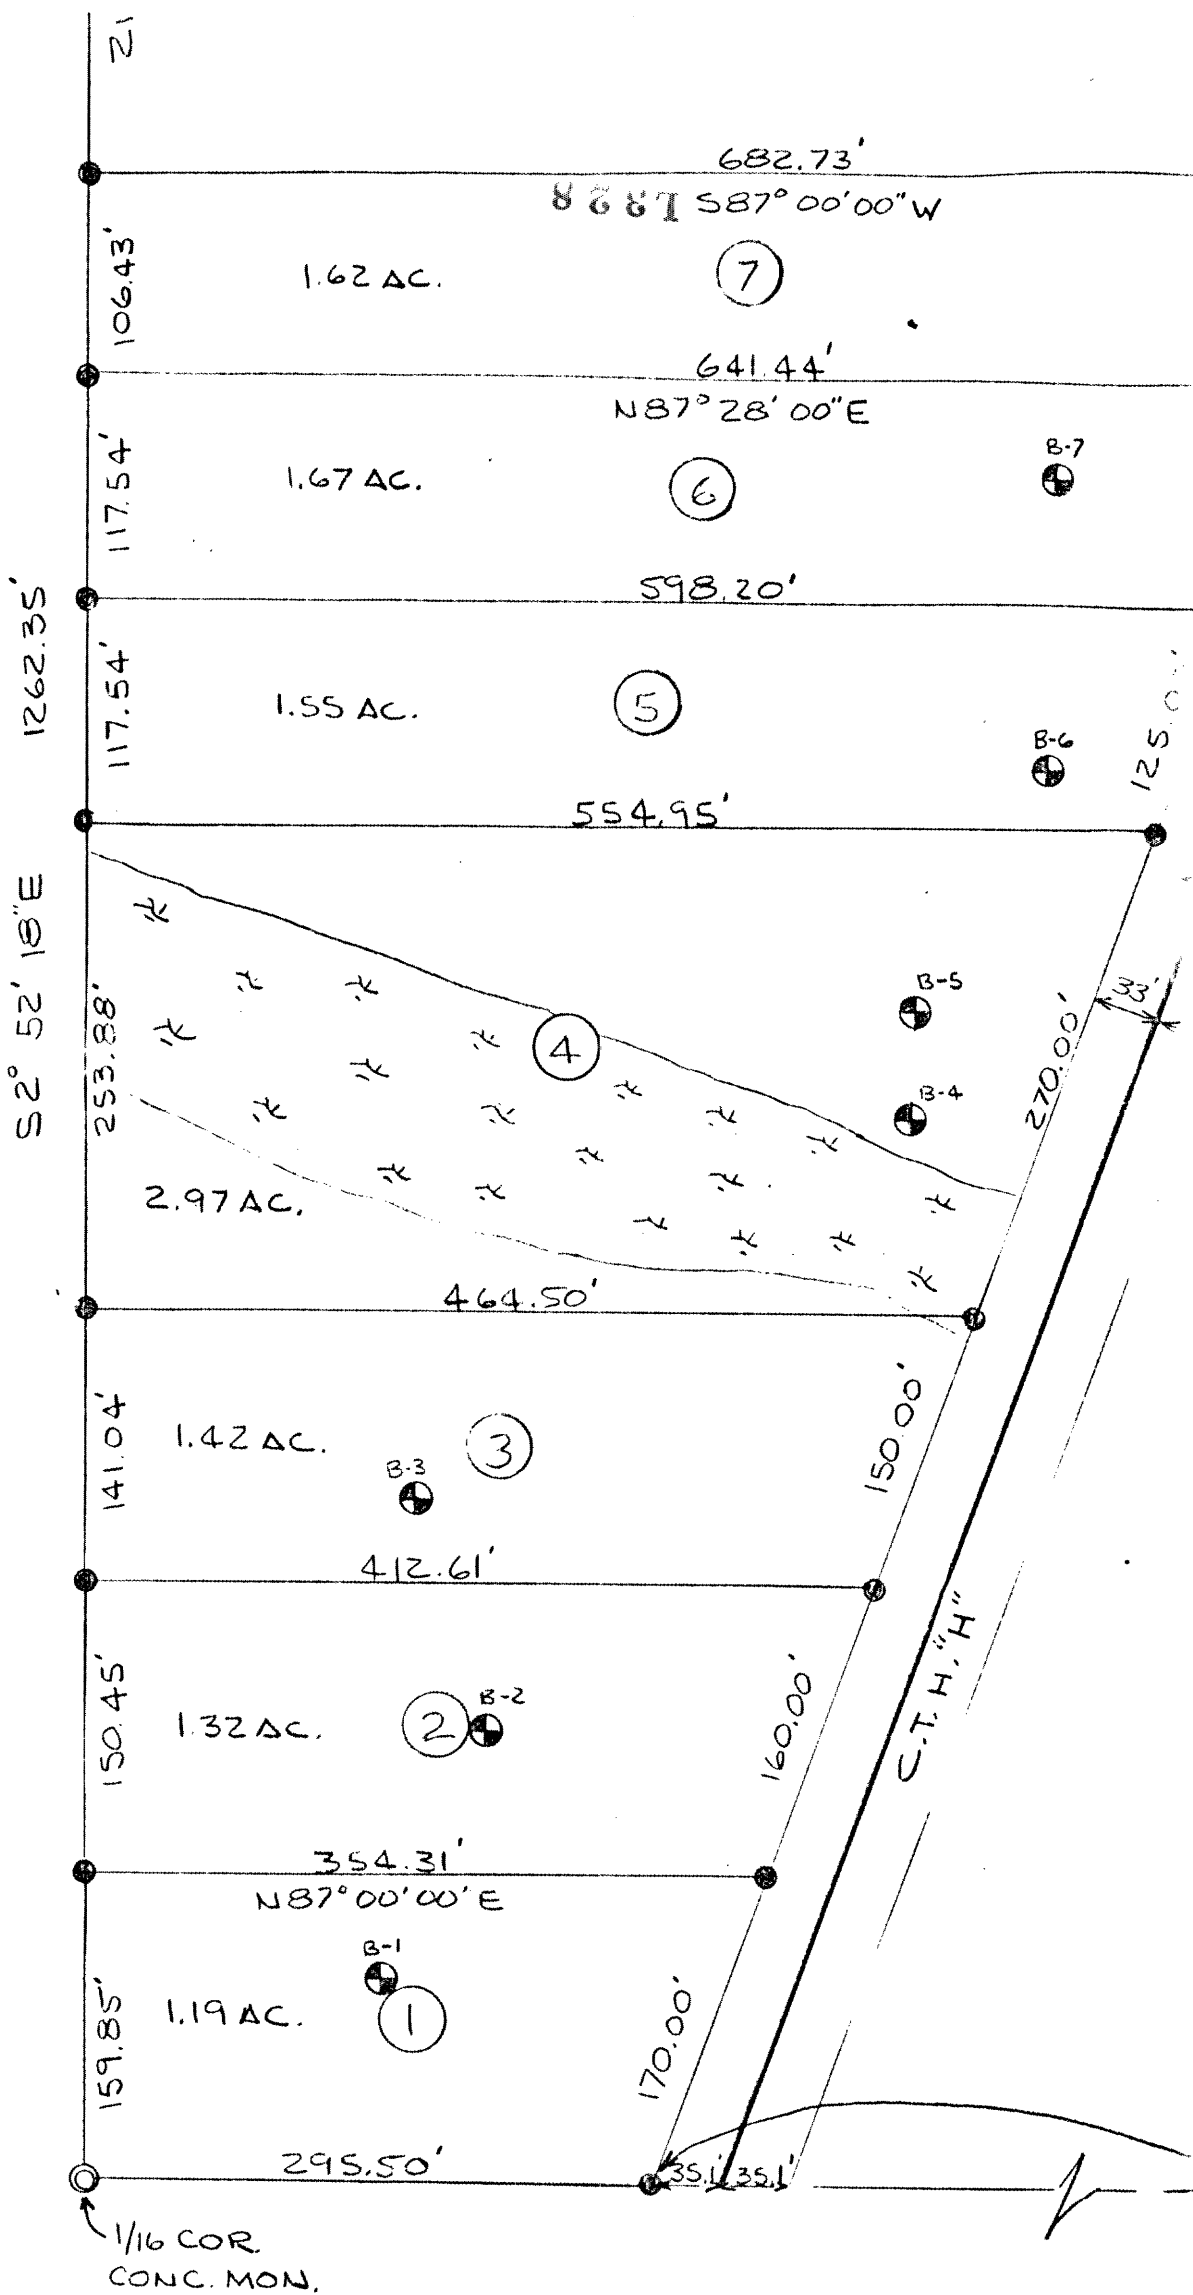 21
682.73'
1828 S87°00'00"W
106.43'
1.62 AC.
7
641.44'
N87°28'00"E
117.54'
1.67 AC.
6
B-7
598.20'
1262.35'
117.54'
1.55 AC.
5
B-6
125.0
554.95'
S2° 52' 18"E
253.88'
4
B-5
B-4
270.00'
33'
2.97 AC.
464.50'
141.04'
1.42 AC.
3
B-3
150.00'
412.61'
150.45'
1.32 AC.
2
B-2
160.00'
C.T.H. "H"
354.31'
N87°00'00'E
B-1
159.85'
1.19 AC.
1
170.00'
295.50'
35.1' 35.1'
1/16 COR.
CONC. MON.